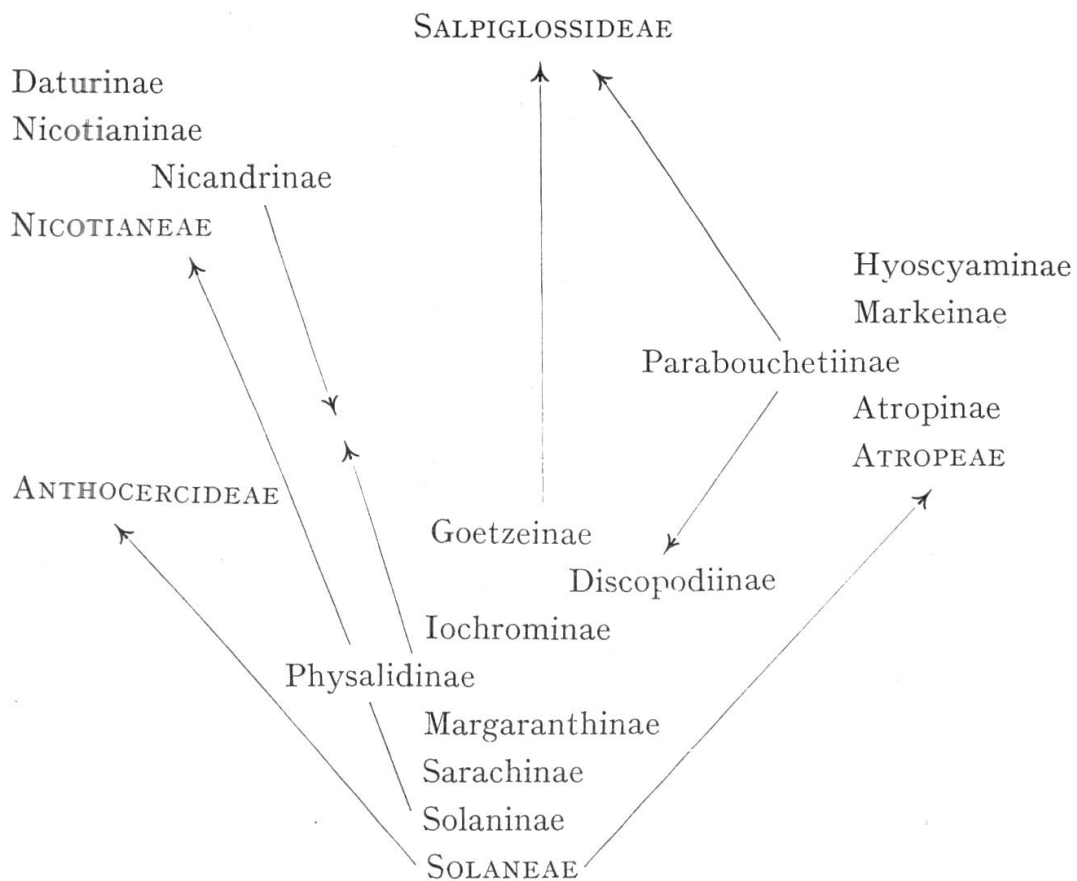 SALPIGLOSSIDEAE
Daturinae
Nicotianinae
Nicandrinae
NICOTIANEAE
Hyoscyaminae
Markeinae
Parabouchetiinae
Atropinae
ATROPEAE
ANTHOCERCIDEAE
Goetzeinae
Discopodiinae
Iochrominae
Physalidinae
Margaranthinae
Sarachinae
Solaninae
SOLANEAE